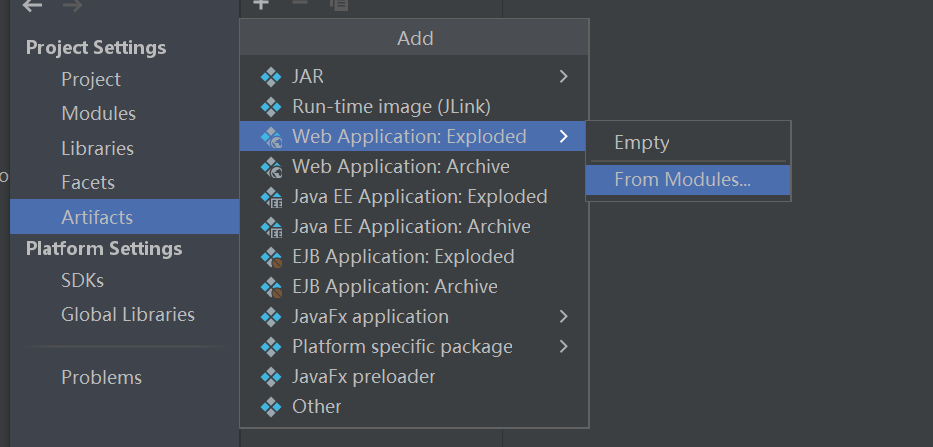 Project Settings
Project
Modules
Libraries
Facets
Artifacts
Platform Settings
SDKs
Global Libraries
Problems
Add
JAR
Run-time image (JLink)
Web Application: Exploded
Web Application: Archive
Java EE Application: Exploded
Java EE Application: Archive
EJB Application: Exploded
EJB Application: Archive
JavaFx application
Platform specific package
JavaFx preloader
Other
Empty
From Modules...